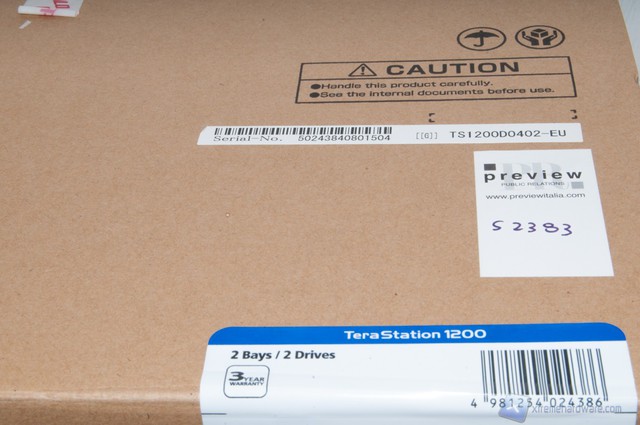 CAUTION
●Handle this product carefully.
●See the internal documents before use.
Serial-No. 50243840801504 [[G]] TS1200D0402-EU
PR
preview
PUBLIC RELATIONS
www.previewitalia.com
52383
TeraStation 1200
2 Bays / 2 Drives
3 YEAR
WARRANTY
4 981254 024386
xtremehardware.com